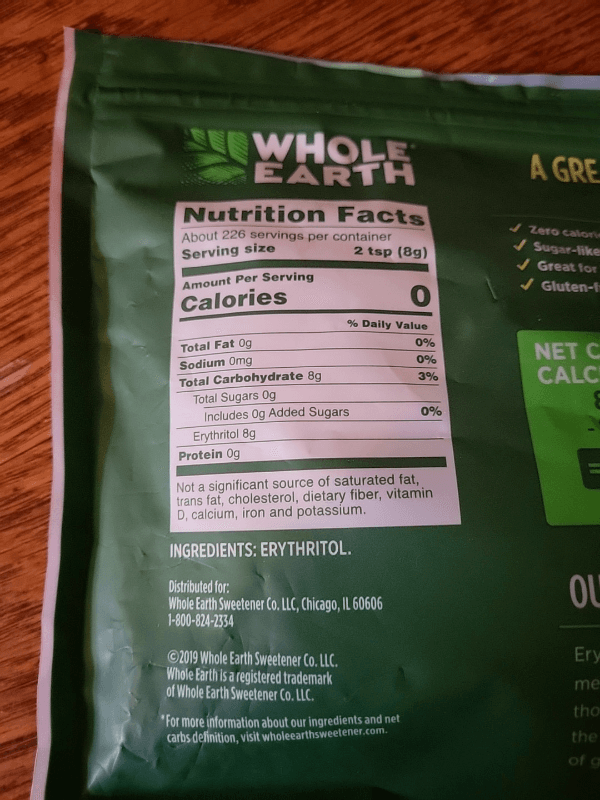 WHOLE
EARTH
Nutrition Facts
About 226 servings per container
Serving size 2 tsp (8g)
Amount Per Serving
Calories 0
% Daily Value
Total Fat 0g 0%
Sodium 0mg 0%
Total Carbohydrate 8g 3%
Total Sugars 0g
Includes 0g Added Sugars 0%
Erythritol 8g
Protein 0g
Not a significant source of saturated fat,
trans fat, cholesterol, dietary fiber, vitamin
D, calcium, iron and potassium.
INGREDIENTS: ERYTHRITOL.
Distributed for:
Whole Earth Sweetener Co. LLC, Chicago, IL 60606
1-800-824-2334
©2019 Whole Earth Sweetener Co. LLC.
Whole Earth is a registered trademark
of Whole Earth Sweetener Co. LLC.
*For more information about our ingredients and net
carbs definition, visit wholeearthsweetener.com.
A GRE
✓ Zero calorie
✓ Sugar-like
✓ Great for
✓ Gluten-f
NET C
CALC
OU
Ery
me
tho
the
of g